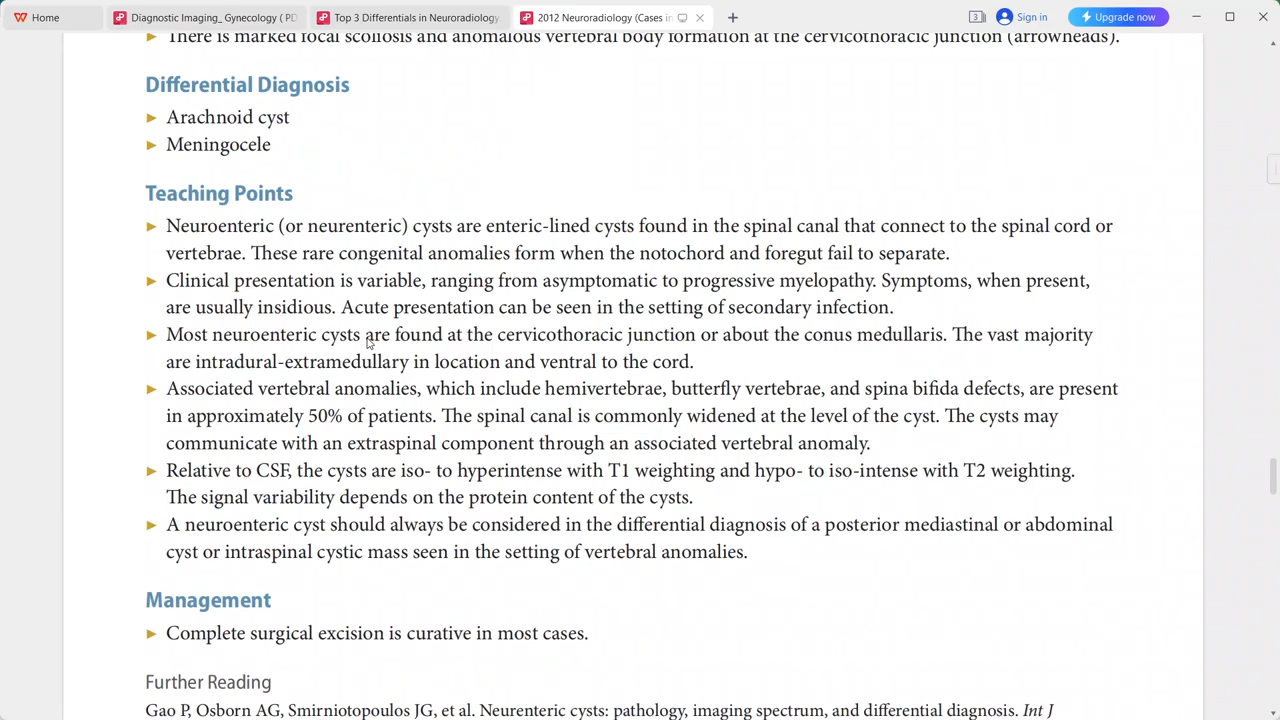 Home
Diagnostic Imaging_ Gynecology ( PD
Top 3 Differentials in Neuroradiology
2012 Neuroradiology (Cases in
3
Sign in
Upgrade now
There is marked focal scoliosis and anomalous vertebral body formation at the cervicothoracic junction (arrowheads).
Differential Diagnosis
► Arachnoid cyst
► Meningocele
Teaching Points
► Neuroenteric (or neurenteric) cysts are enteric-lined cysts found in the spinal canal that connect to the spinal cord or
vertebrae. These rare congenital anomalies form when the notochord and foregut fail to separate.
► Clinical presentation is variable, ranging from asymptomatic to progressive myelopathy. Symptoms, when present,
are usually insidious. Acute presentation can be seen in the setting of secondary infection.
► Most neuroenteric cysts are found at the cervicothoracic junction or about the conus medullaris. The vast majority
are intradural-extramedullary in location and ventral to the cord.
► Associated vertebral anomalies, which include hemivertebrae, butterfly vertebrae, and spina bifida defects, are present
in approximately 50% of patients. The spinal canal is commonly widened at the level of the cyst. The cysts may
communicate with an extraspinal component through an associated vertebral anomaly.
► Relative to CSF, the cysts are iso- to hyperintense with T1 weighting and hypo- to iso-intense with T2 weighting.
The signal variability depends on the protein content of the cysts.
► A neuroenteric cyst should always be considered in the differential diagnosis of a posterior mediastinal or abdominal
cyst or intraspinal cystic mass seen in the setting of vertebral anomalies.
Management
► Complete surgical excision is curative in most cases.
Further Reading
Gao P, Osborn AG, Smirniotopoulos JG, et al. Neurenteric cysts: pathology, imaging spectrum, and differential diagnosis. Int J